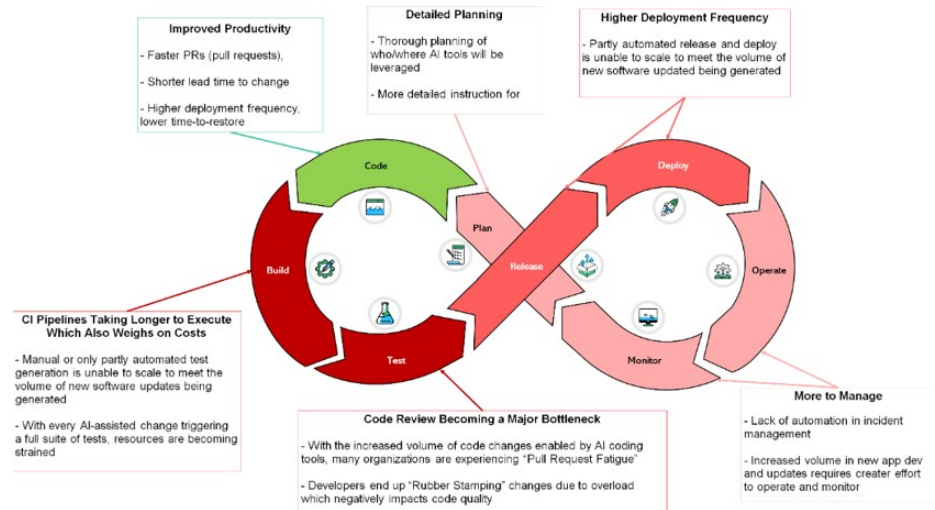 Improved Productivity
- Faster PRs (pull requests),
- Shorter lead time to change
- Higher deployment frequency,
lower time-to-restore
Detailed Planning
- Thorough planning of
who/where AI tools will be
leveraged
- More detailed instruction for
Higher Deployment Frequency
- Partly automated release and deploy
is unable to scale to meet the volume of
new software updated being generated
Code
Deploy
Plan
Build
Release
Operate
Test
Monitor
CI Pipelines Taking Longer to Execute
Which Also Weighs on Costs
- Manual or only partly automated test
generation is unable to scale to meet the
volume of new software updates being
generated
- With every AI-assisted change triggering
a full suite of tests, resources are becoming
strained
Code Review Becoming a Major Bottleneck
- With the increased volume of code changes enabled by AI coding
tools, many organizations are experiencing “Pull Request Fatigue”
- Developers end up “Rubber Stamping” changes due to overload
which negatively impacts code quality
More to Manage
- Lack of automation in incident
management
- Increased volume in new app dev
and updates requires creater effort
to operate and monitor